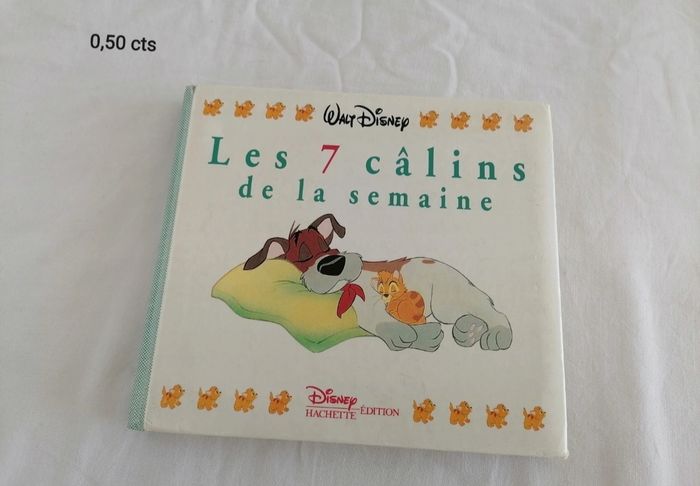 0,50 cts
WALT DISNEY
Les 7 câlins
de la semaine
DISNEY
HACHETTE ÉDITION